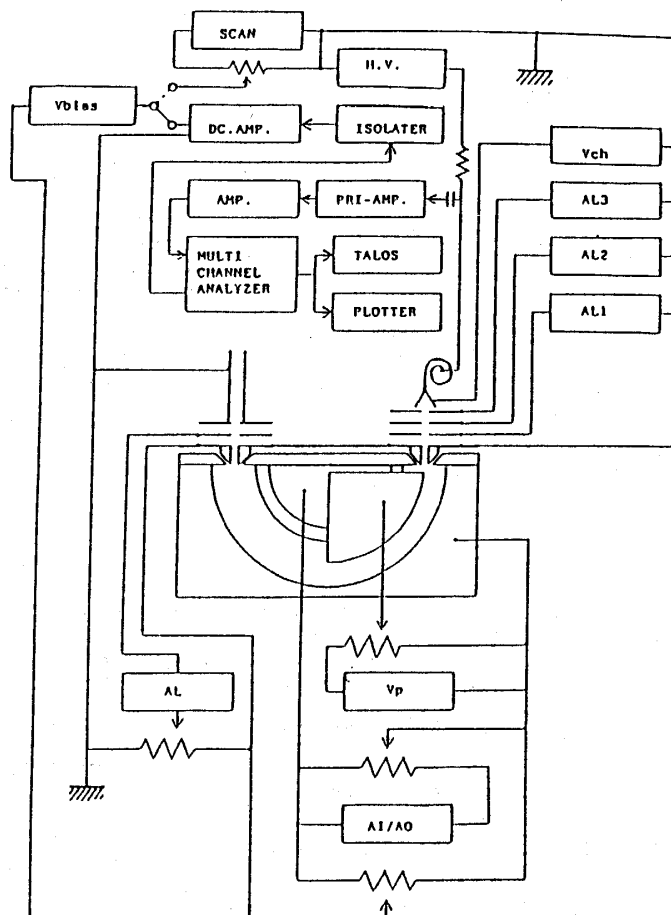 SCAN
H.V.
Vbias
DC.AMP.
ISOLATER
Vch
AMP.
PRI-AMP.
AL3
MULTI
CHANNEL
ANALYZER
TALOS
AL2
PLOTTER
AL1
AL
Vp
AI/AO